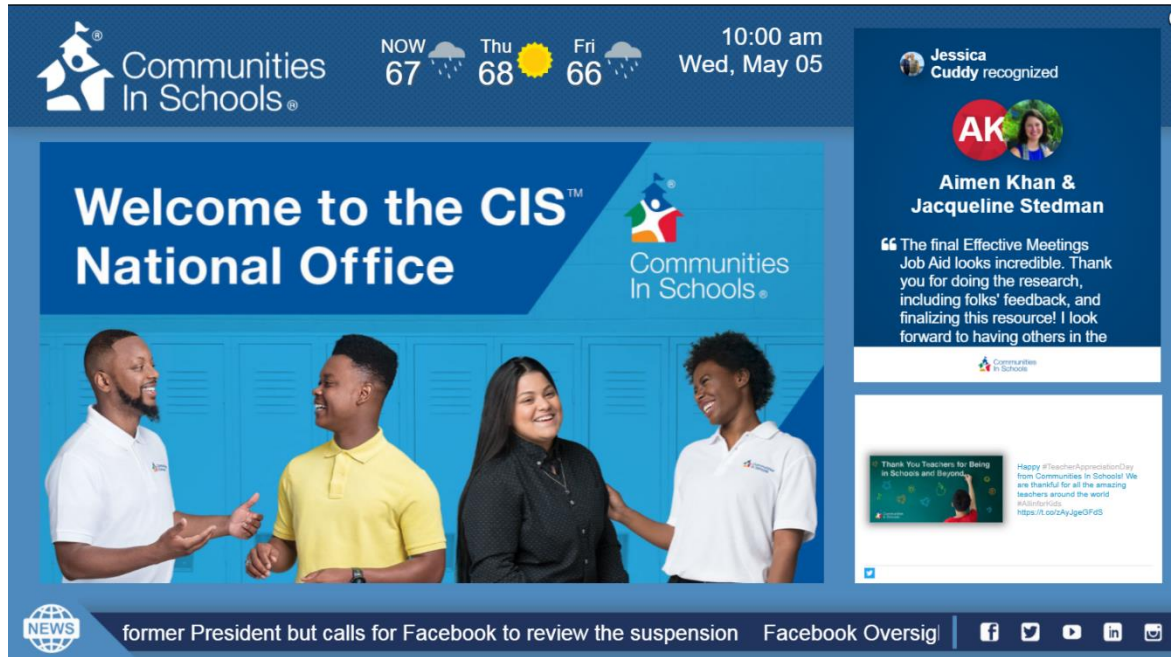 Communities
In Schools®
NOW
67
Thu
68
Fri
66
10:00 am
Wed, May 05
Welcome to the CIS™
National Office
Communities
In Schools®
Jessica
Cuddy recognized
AK
Aimen Khan &
Jacqueline Stedman
The final Effective Meetings
Job Aid looks incredible. Thank
you for doing the research,
including folks' feedback, and
finalizing this resource! I look
forward to having others in the
Communities
In Schools
Thank You Teachers for Being
in Schools and Beyond
Happy #TeacherAppreciationDay
from Communities In Schools! We
are thankful for all the amazing
teachers around the world
#AllinforKids
https://t.co/zAyJgeGFdS
NEWS
former President but calls for Facebook to review the suspension Facebook Oversig